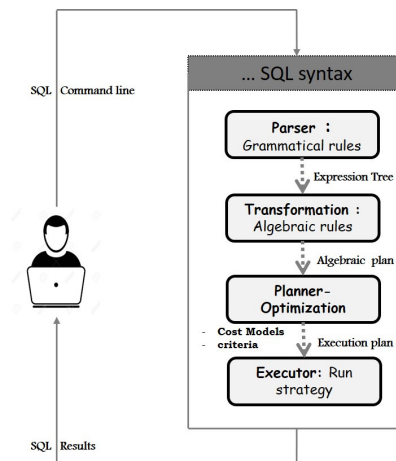 ... SQL syntax
SQL Command line
Parser :
Grammatical rules
Expression Tree
Transformation :
Algebraic rules
Algebraic plan
Planner-
Optimization
- Cost Models
- criteria
Execution plan
Executor: Run
strategy
SQL Results